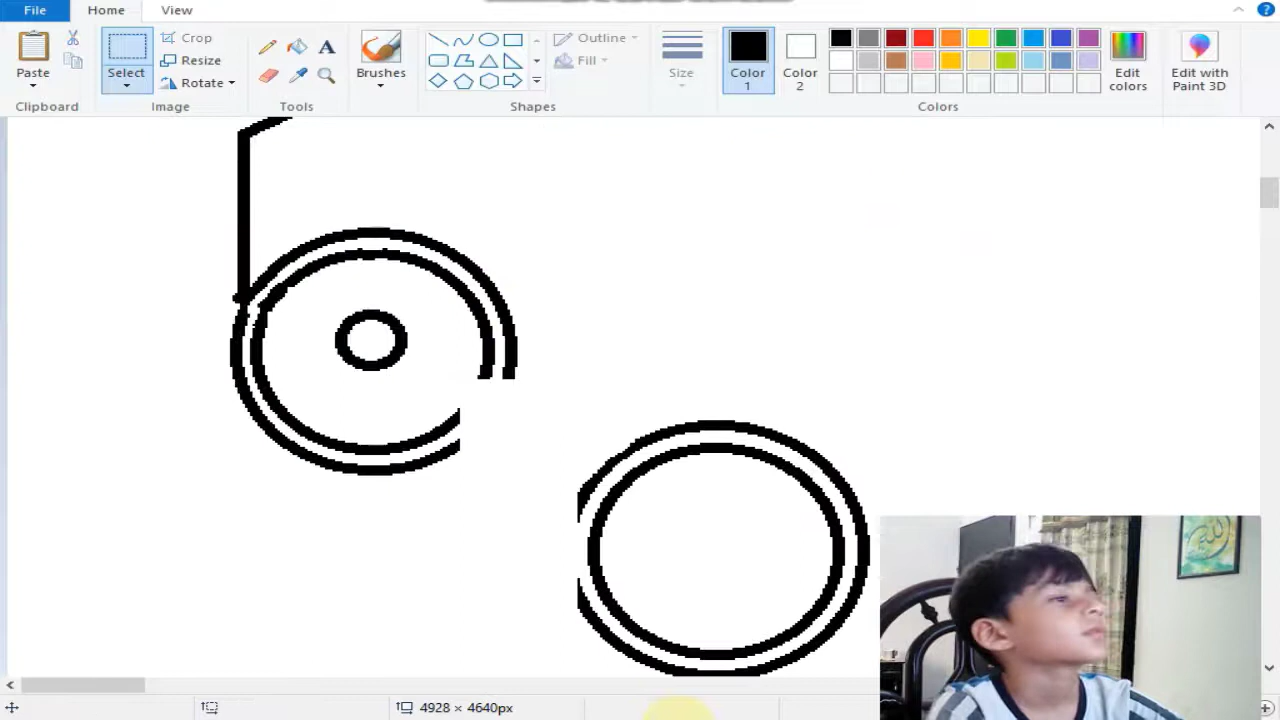 File
Home
View
Paste
Select
Crop
Resize
Rotate
A
Brushes
Outline
Fill
Size
Color
1
Color
2
Edit
colors
Edit with
Paint 3D
Clipboard
Image
Tools
Shapes
Colors
4928 × 4640px